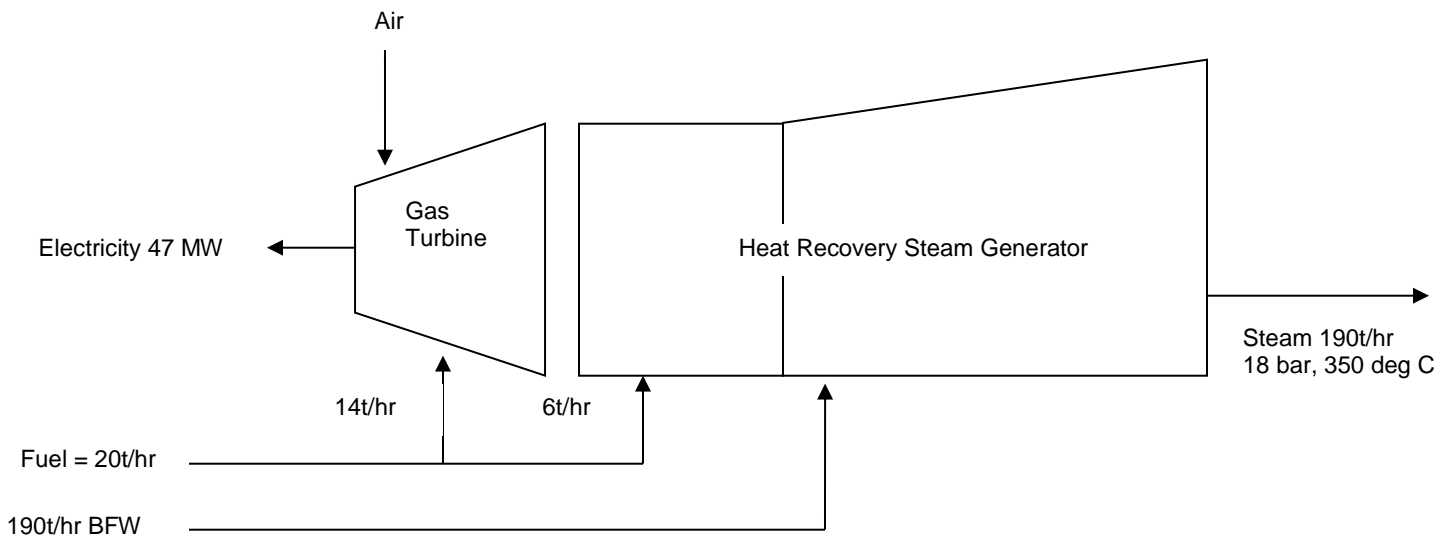 Air
Gas
Turbine
Electricity 47 MW
Heat Recovery Steam Generator
Steam 190t/hr
18 bar, 350 deg C
14t/hr
6t/hr
Fuel = 20t/hr
190t/hr BFW